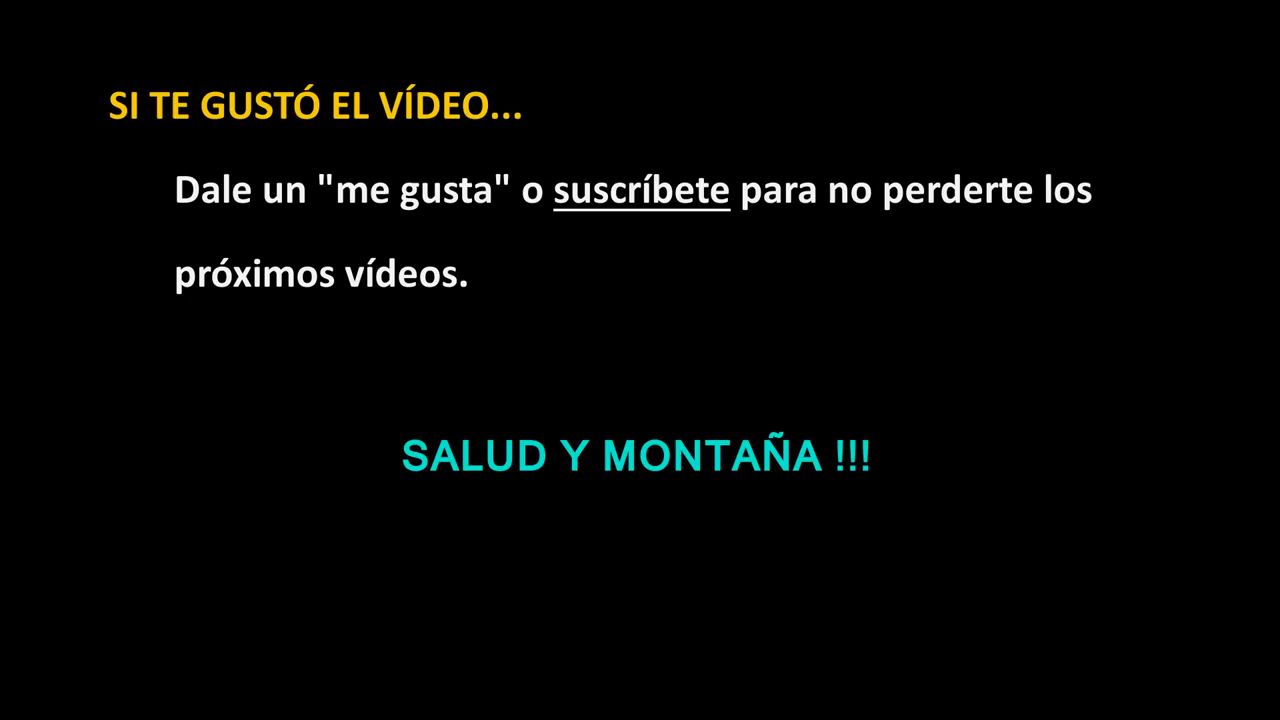 SI TE GUSTÓ EL VÍDEO...
Dale un "me gusta" o suscríbete para no perderte los
próximos vídeos.
SALUD Y MONTAÑA !!!